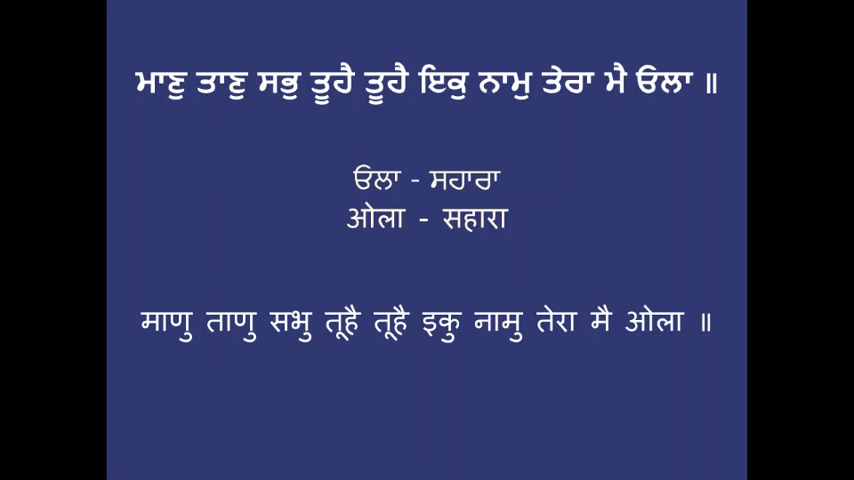 ਮਾਣੁ ਤਾਣੁ ਸਭੁ ਤੂਹੈ ਤੂਹੈ ਇਕੁ ਨਾਮੁ ਤੇਰਾ ਮੈ ਓਲਾ ॥
ਓਲਾ - ਸਹਾਰਾ
ओला - सहारा
माणु ताणु सभु तूहै तूहै इकु नामु तेरा मै ओला ॥